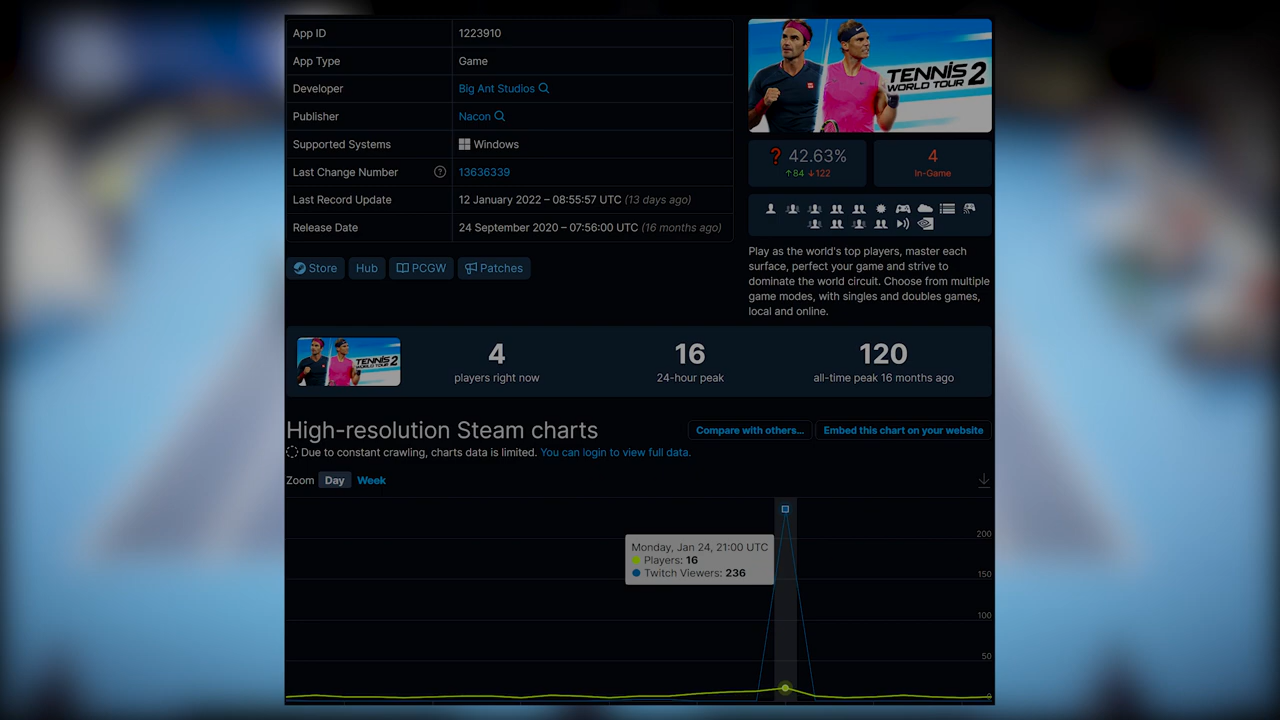 App ID 1223910
App Type Game
Developer Big Ant Studios
Publisher Nacon
Supported Systems Windows
Last Change Number ? 13636339
Last Record Update 12 January 2022 – 08:55:57 UTC (13 days ago)
Release Date 24 September 2020 – 07:56:00 UTC (16 months ago)
Store Hub PCGW Patches
TENNIS 2
WORLD TOUR
? 42.63%
↑84 ↓122
4
In-Game
Play as the world's top players, master each
surface, perfect your game and strive to
dominate the world circuit. Choose from multiple
game modes, with singles and doubles games,
local and online.
TENNIS 2
WORLD TOUR
4
players right now
16
24-hour peak
120
all-time peak 16 months ago
High-resolution Steam charts
Compare with others...
Embed this chart on your website
Due to constant crawling, charts data is limited. You can login to view full data.
Zoom Day Week
Monday, Jan 24, 21:00 UTC
Players: 16
Twitch Viewers: 236
200
150
100
50
0